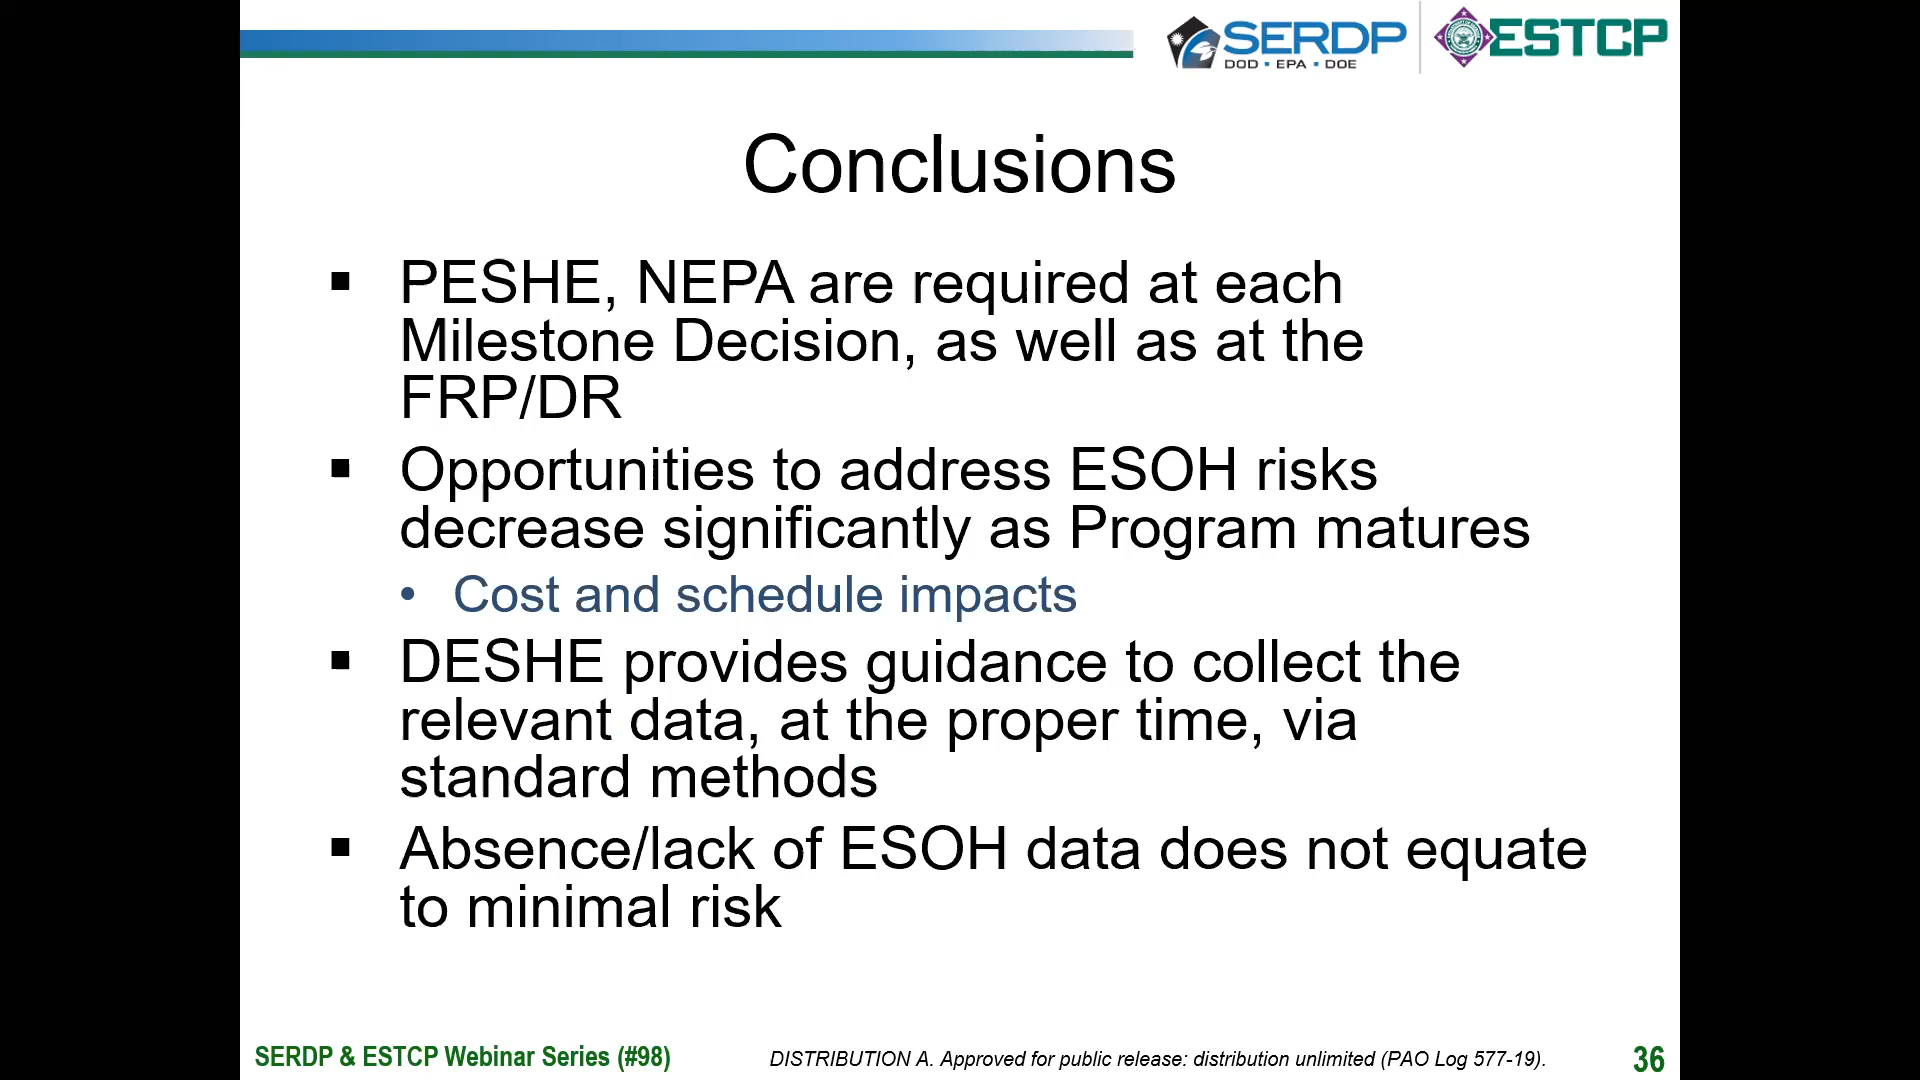 SERDP
DOD ▪ EPA ▪ DOE
ESTCP
Conclusions
▪ PESHE, NEPA are required at each
Milestone Decision, as well as at the
FRP/DR
▪ Opportunities to address ESOH risks
decrease significantly as Program matures
• Cost and schedule impacts
▪ DESHE provides guidance to collect the
relevant data, at the proper time, via
standard methods
▪ Absence/lack of ESOH data does not equate
to minimal risk
SERDP & ESTCP Webinar Series (#98)
DISTRIBUTION A. Approved for public release: distribution unlimited (PAO Log 577-19).
36